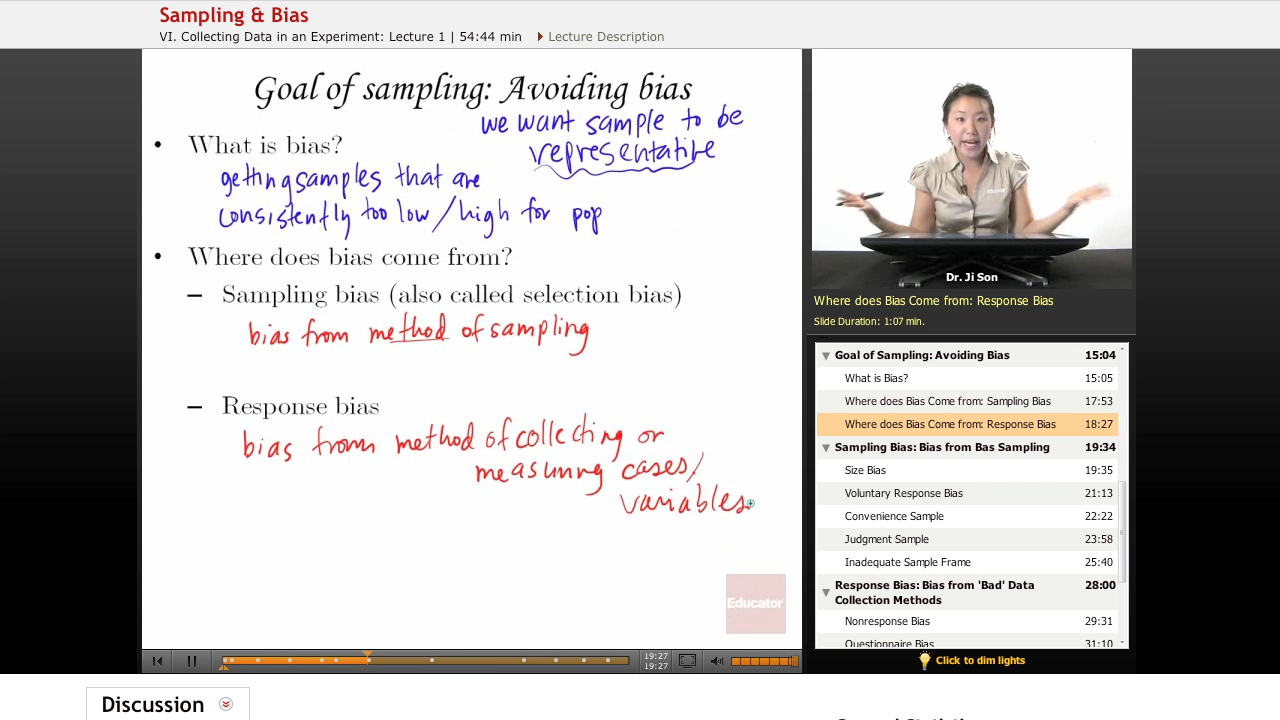 Sampling & Bias
VI. Collecting Data in an Experiment: Lecture 1 | 54:44 min
Lecture Description
Goal of sampling: Avoiding bias
we want sample to be
representative
• What is bias?
getting samples that are
consistently too low/high for pop
• Where does bias come from?
– Sampling bias (also called selection bias)
bias from method of sampling
– Response bias
bias from method of collecting or
measuring cases/
variables
Educator
19:27
19:27
Dr. Ji Son
Where does Bias Come from: Response Bias
Slide Duration: 1:07 min.
Goal of Sampling: Avoiding Bias 15:04
What is Bias? 15:05
Where does Bias Come from: Sampling Bias 17:53
Where does Bias Come from: Response Bias 18:27
Sampling Bias: Bias from Bas Sampling 19:34
Size Bias 19:35
Voluntary Response Bias 21:13
Convenience Sample 22:22
Judgment Sample 23:58
Inadequate Sample Frame 25:40
Response Bias: Bias from 'Bad' Data 28:00
Collection Methods
Nonresponse Bias 29:31
Questionnaire Bias 31:10
Click to dim lights
Discussion